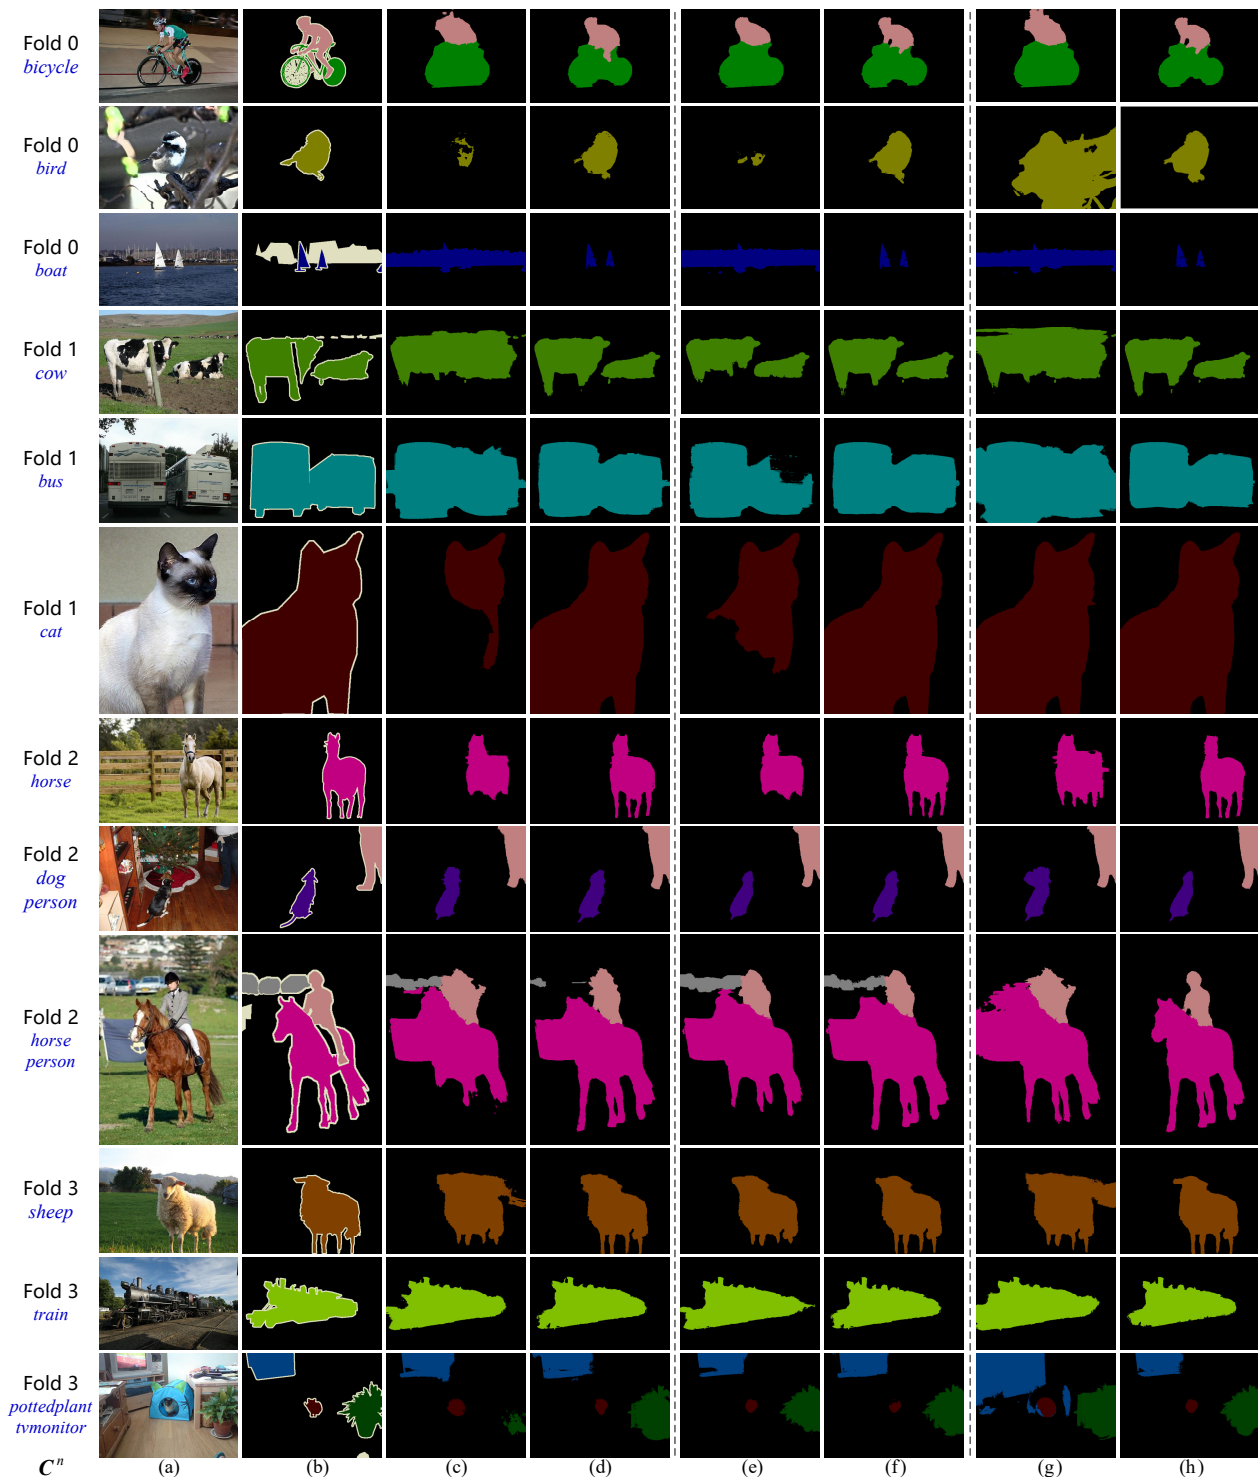 Fold 0
bicycle
Fold 0
bird
Fold 0
boat
Fold 1
cow
Fold 1
bus
Fold 1
cat
Fold 2
horse
Fold 2
dog
person
Fold 2
horse
person
Fold 3
sheep
Fold 3
train
Fold 3
pottedplant
tvmonitor
C^n (a) (b) (c) (d) (e) (f) (g) (h)